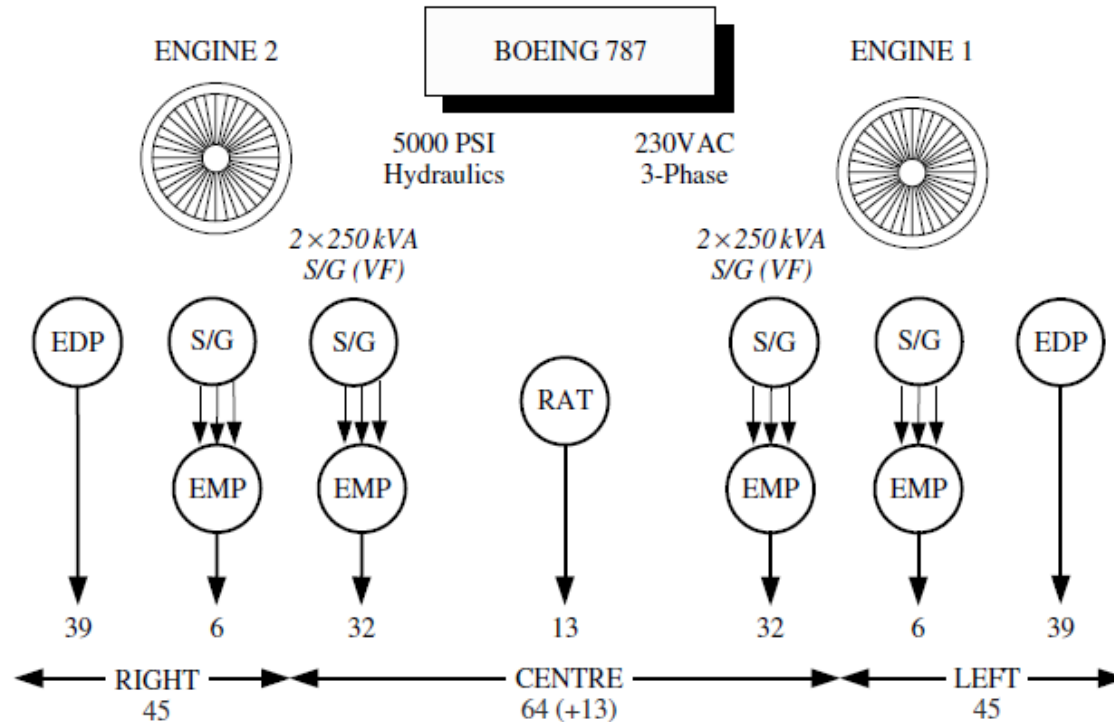 ENGINE 2
BOEING 787
ENGINE 1
5000 PSI
Hydraulics
230VAC
3-Phase
2 × 250 kVA
S/G (VF)
2 × 250 kVA
S/G (VF)
EDP
S/G
S/G
RAT
S/G
S/G
EDP
EMP
EMP
EMP
EMP
39
6
32
13
32
6
39
RIGHT
45
CENTRE
64 (+13)
LEFT
45